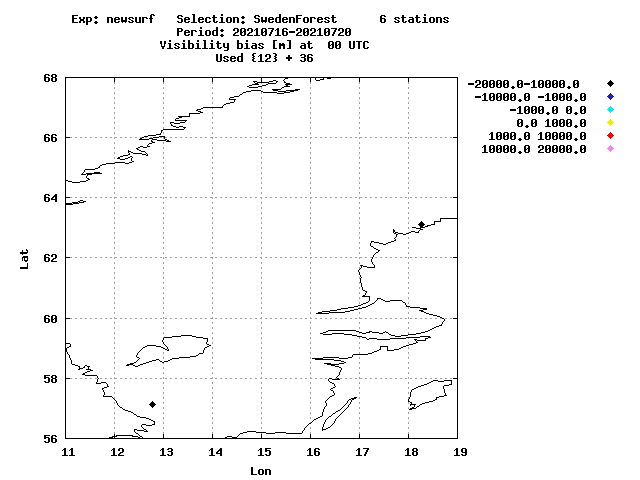 Exp: newsurf   Selection: SwedenForest      6 stations
Period: 20210716-20210720
Visibility bias [m] at  00 UTC
Used {12} + 36
-20000.0-10000.0
-10000.0 -1000.0
-1000.0 0.0
0.0 1000.0
1000.0 10000.0
10000.0 20000.0
68
66
64
62
60
58
56
Lat
11 12 13 14 15 16 17 18 19
Lon